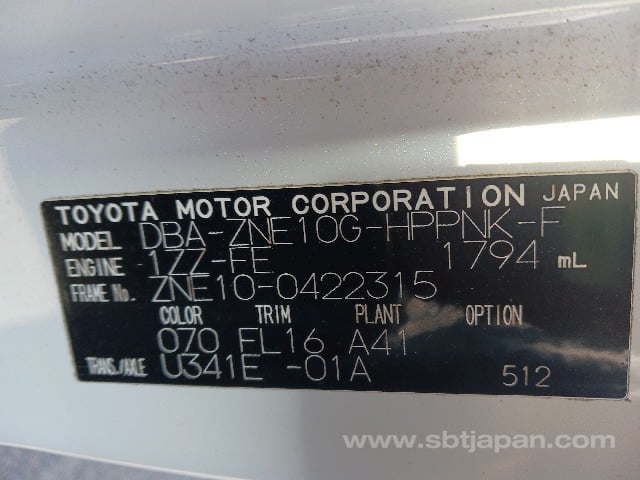 TOYOTA MOTOR CORPORATION JAPAN
MODEL DBA-ZNE10G-HPPNK-F
ENGINE 1ZZ-FE 1794 mL
FRAME No. ZNE10-0422315
COLOR TRIM PLANT OPTION
070 FL16 A41
TRANS./AXLE U341E -01A 512
www.sbtjapan.com